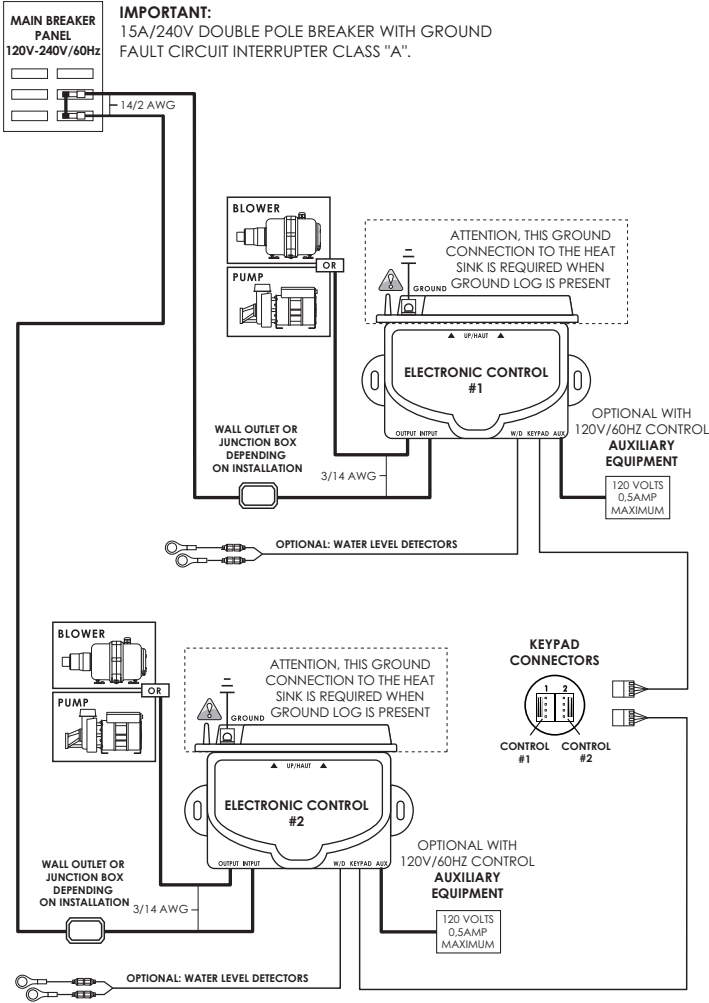 MAIN BREAKER
PANEL
120V-240V/60Hz
IMPORTANT:
15A/240V DOUBLE POLE BREAKER WITH GROUND
FAULT CIRCUIT INTERRUPTER CLASS "A".
14/2 AWG
BLOWER
OR
PUMP
ATTENTION, THIS GROUND
CONNECTION TO THE HEAT
SINK IS REQUIRED WHEN
GROUND LOG IS PRESENT
GROUND
UP/HAUT
ELECTRONIC CONTROL
#1
OUTPUT INTPUT
W/D KEYPAD AUX
WALL OUTLET OR
JUNCTION BOX
DEPENDING
ON INSTALLATION
3/14 AWG
OPTIONAL WITH
120V/60HZ CONTROL
AUXILIARY
EQUIPMENT
120 VOLTS
0,5AMP
MAXIMUM
OPTIONAL: WATER LEVEL DETECTORS
BLOWER
OR
PUMP
ATTENTION, THIS GROUND
CONNECTION TO THE HEAT
SINK IS REQUIRED WHEN
GROUND LOG IS PRESENT
GROUND
UP/HAUT
ELECTRONIC CONTROL
#2
OUTPUT INTPUT
W/D KEYPAD AUX
KEYPAD
CONNECTORS
1 2
CONTROL
#1
CONTROL
#2
WALL OUTLET OR
JUNCTION BOX
DEPENDING
ON INSTALLATION
3/14 AWG
OPTIONAL WITH
120V/60HZ CONTROL
AUXILIARY
EQUIPMENT
120 VOLTS
0,5AMP
MAXIMUM
OPTIONAL: WATER LEVEL DETECTORS